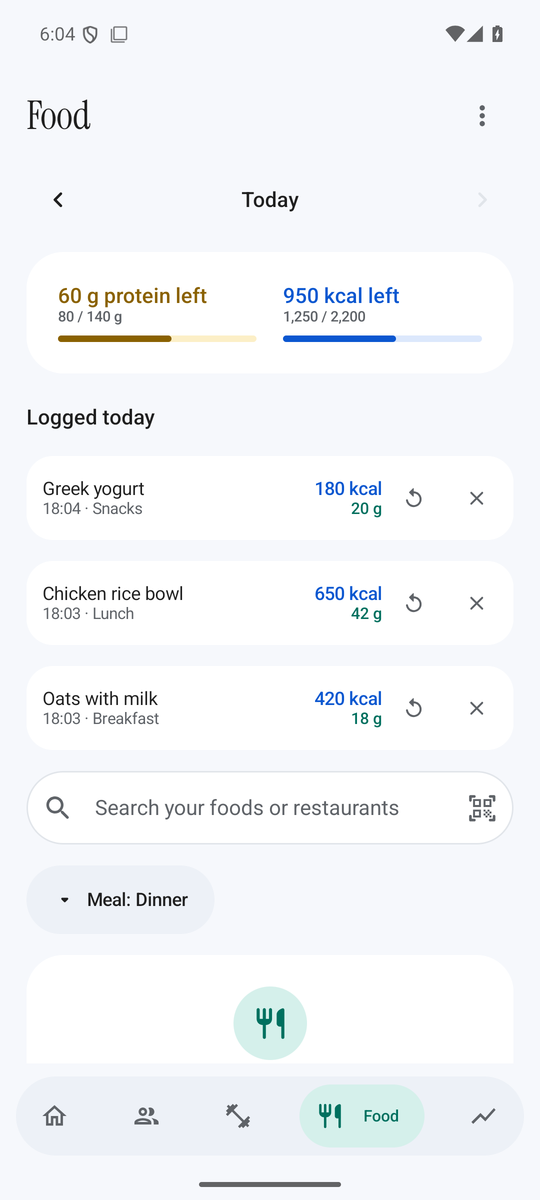 6:04
Food
Today
60 g protein left
80 / 140 g
950 kcal left
1,250 / 2,200
Logged today
Greek yogurt
18:04 · Snacks
180 kcal
20 g
Chicken rice bowl
18:03 · Lunch
650 kcal
42 g
Oats with milk
18:03 · Breakfast
420 kcal
18 g
Search your foods or restaurants
Meal: Dinner
Food